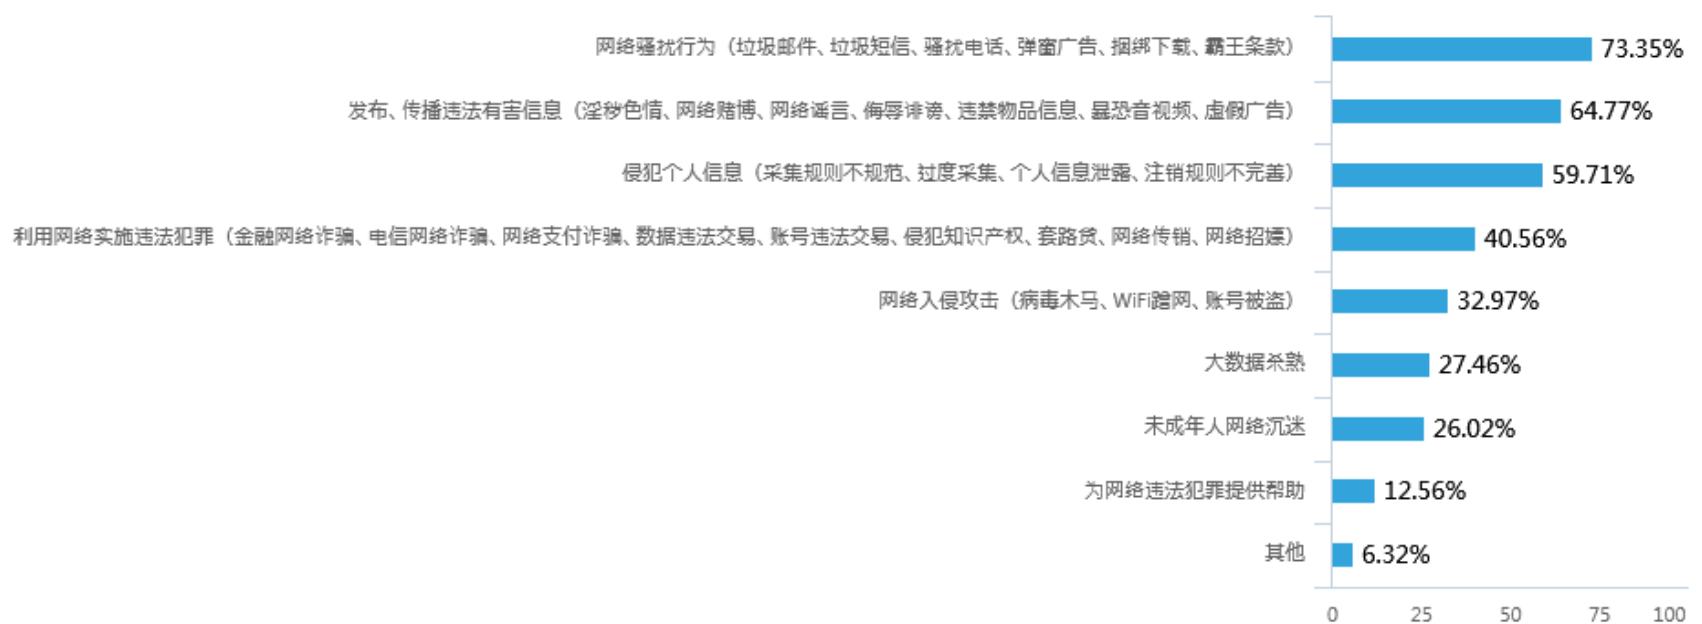 网络骚扰行为（垃圾邮件、垃圾短信、骚扰电话、弹窗广告、捆绑下载、霸王条款） 73.35%
发布、传播违法有害信息（淫秽色情、网络赌博、网络谣言、侮辱诽谤、违禁物品信息、暴恐音视频、虚假广告） 64.77%
侵犯个人信息（采集规则不规范、过度采集、个人信息泄露、注销规则不完善） 59.71%
利用网络实施违法犯罪（金融网络诈骗、电信网络诈骗、网络支付诈骗、数据违法交易、账号违法交易、侵犯知识产权、套路贷、网络传销、网络招嫖） 40.56%
网络入侵攻击（病毒木马、WiFi蹭网、账号被盗） 32.97%
大数据杀熟 27.46%
未成年人网络沉迷 26.02%
为网络违法犯罪提供帮助 12.56%
其他 6.32%
0 25 50 75 100